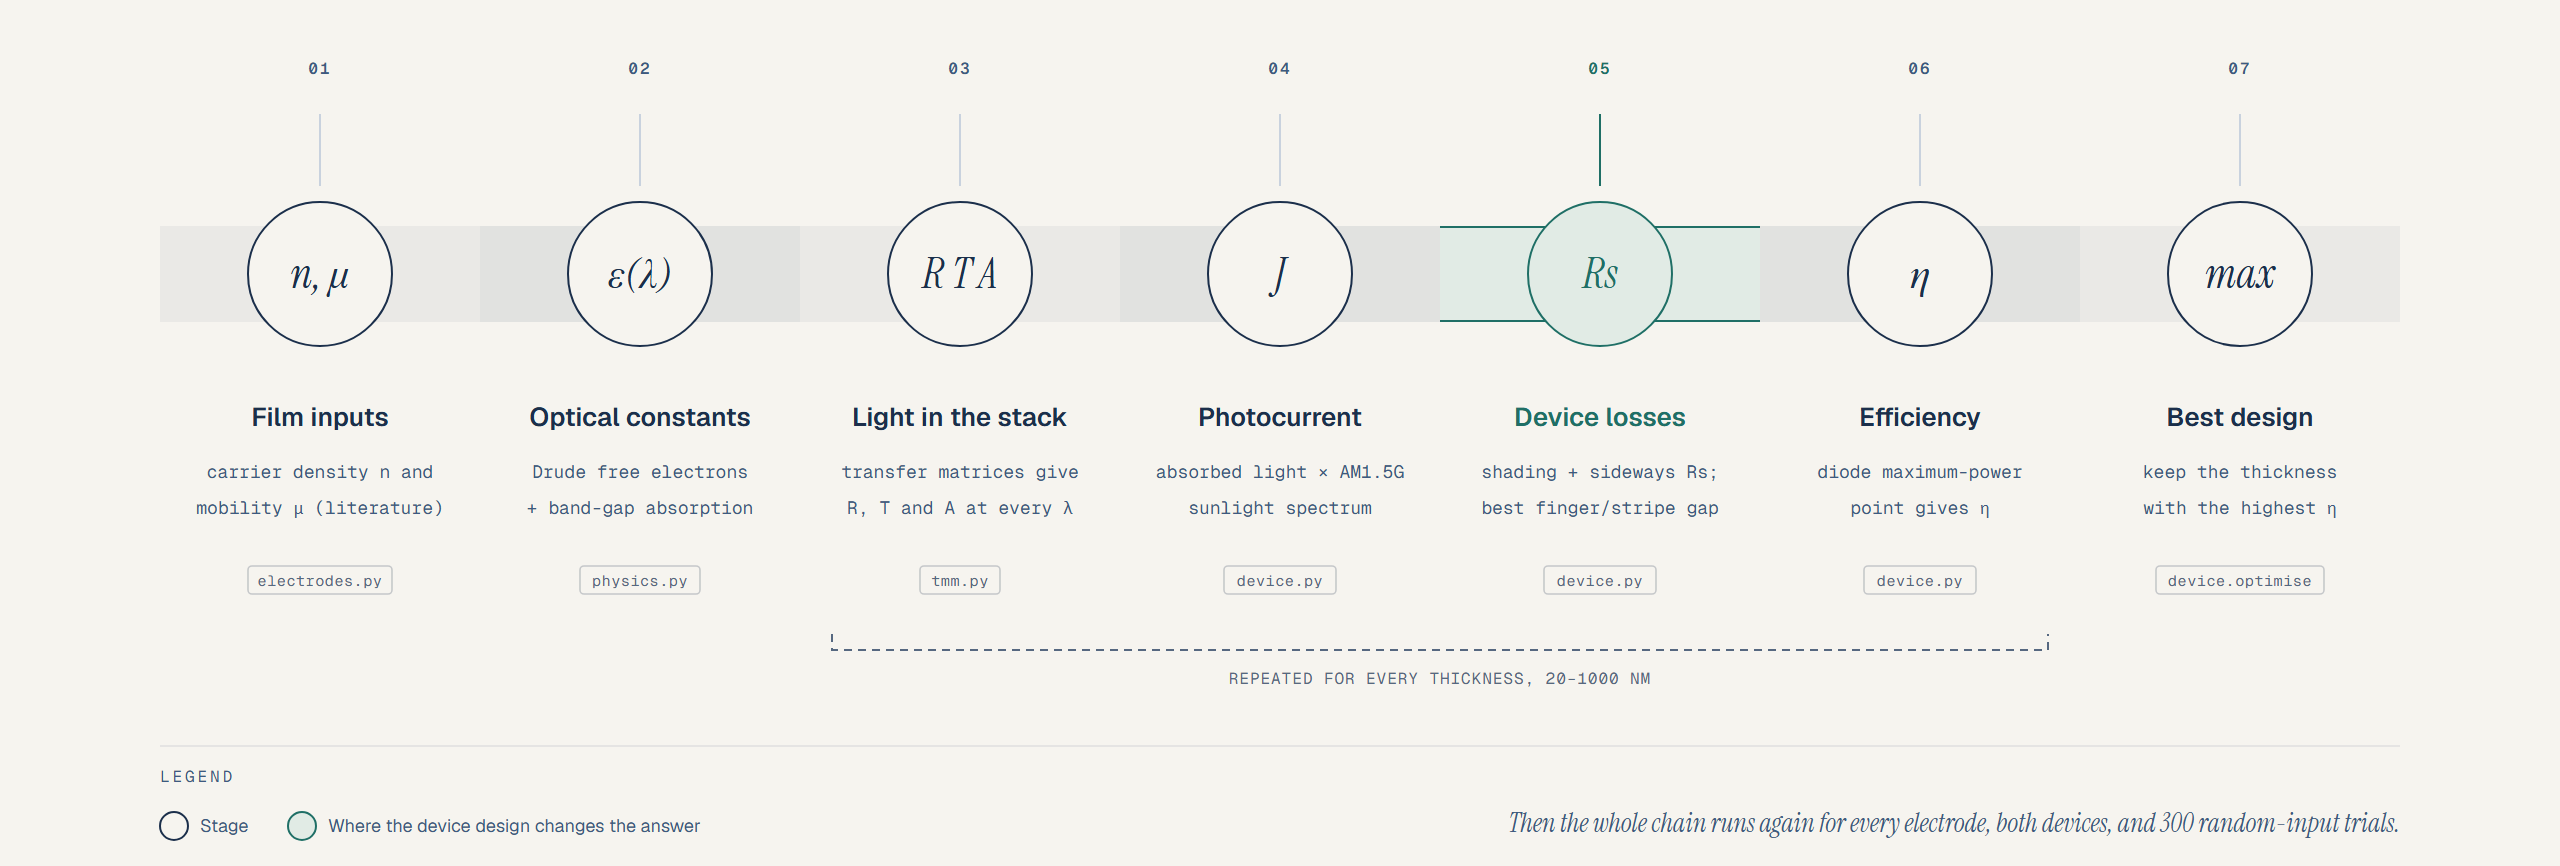 01
02
03
04
05
06
07
n, μ
ε(λ)
R T A
J
Rs
η
max
Film inputs
carrier density n and
mobility μ (literature)
electrodes.py
Optical constants
Drude free electrons
+ band-gap absorption
physics.py
Light in the stack
transfer matrices give
R, T and A at every λ
tmm.py
Photocurrent
absorbed light × AM1.5G
sunlight spectrum
device.py
Device losses
shading + sideways Rs;
best finger/stripe gap
device.py
Efficiency
diode maximum-power
point gives η
device.py
Best design
keep the thickness
with the highest η
device.optimise
REPEATED FOR EVERY THICKNESS, 20–1000 NM
LEGEND
Stage
Where the device design changes the answer
Then the whole chain runs again for every electrode, both devices, and 300 random-input trials.